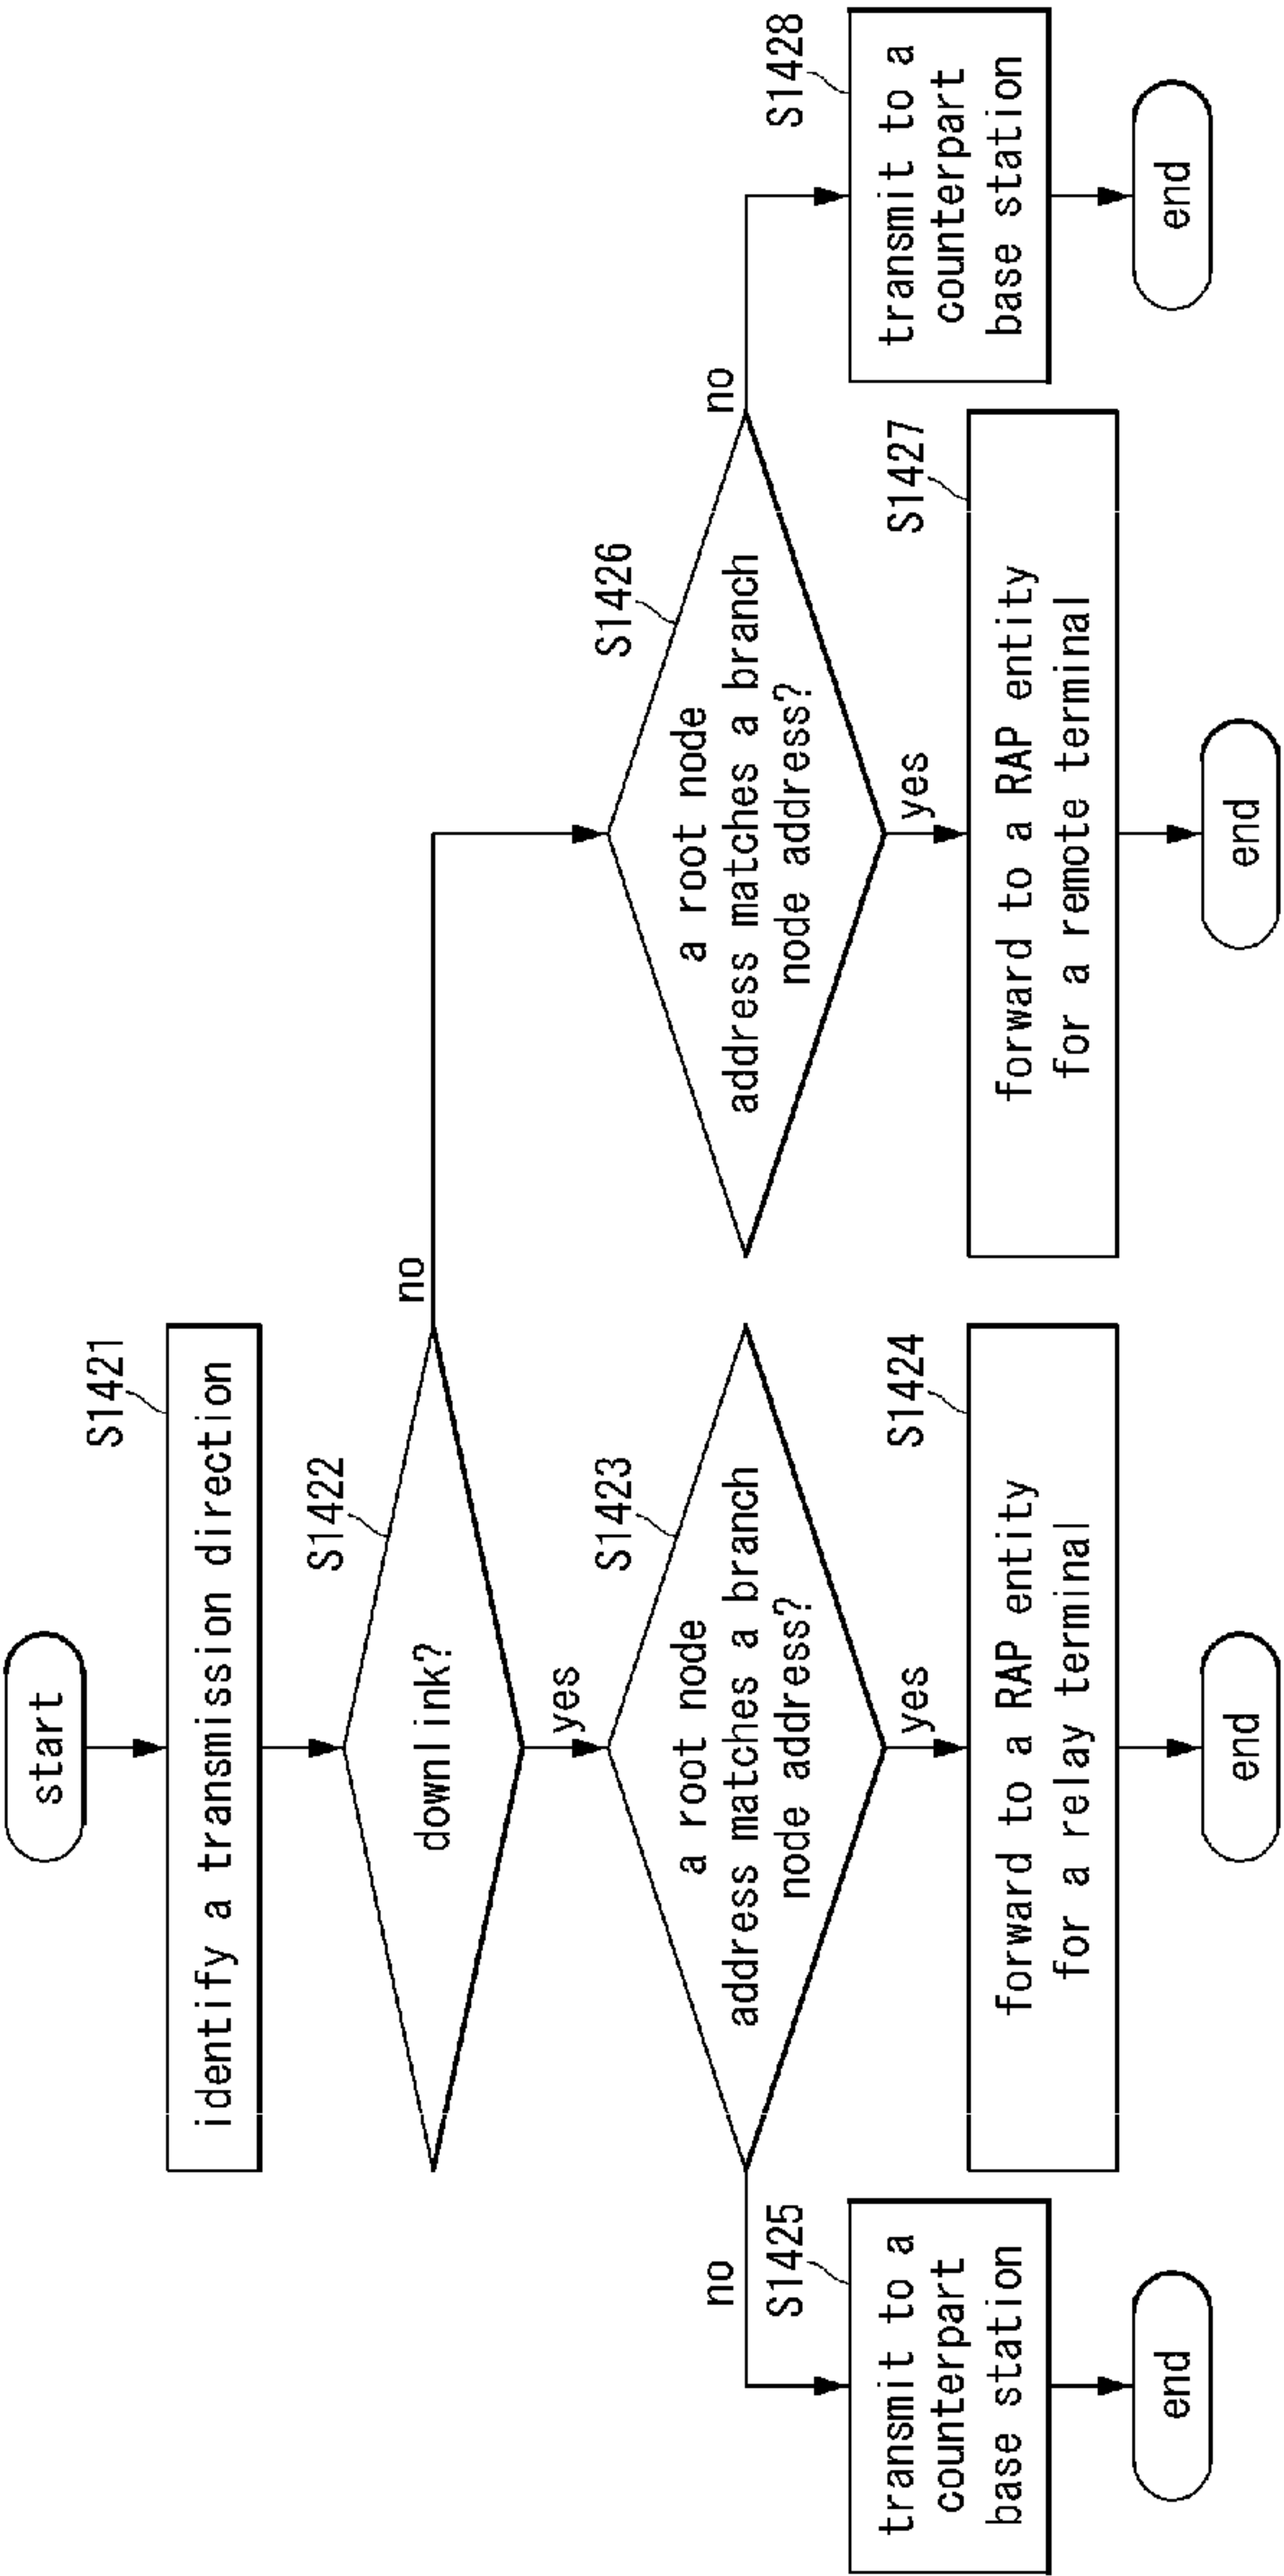 start
S1421
identify a transmission direction
S1422
downlink?
no
yes
S1423
a root node
address matches a branch
node address?
no
yes
S1425
transmit to a
counterpart
base station
end
S1424
forward to a RAP entity
for a relay terminal
end
S1426
a root node
address matches a branch
node address?
no
yes
S1427
forward to a RAP entity
for a remote terminal
end
S1428
transmit to a
counterpart
base station
end